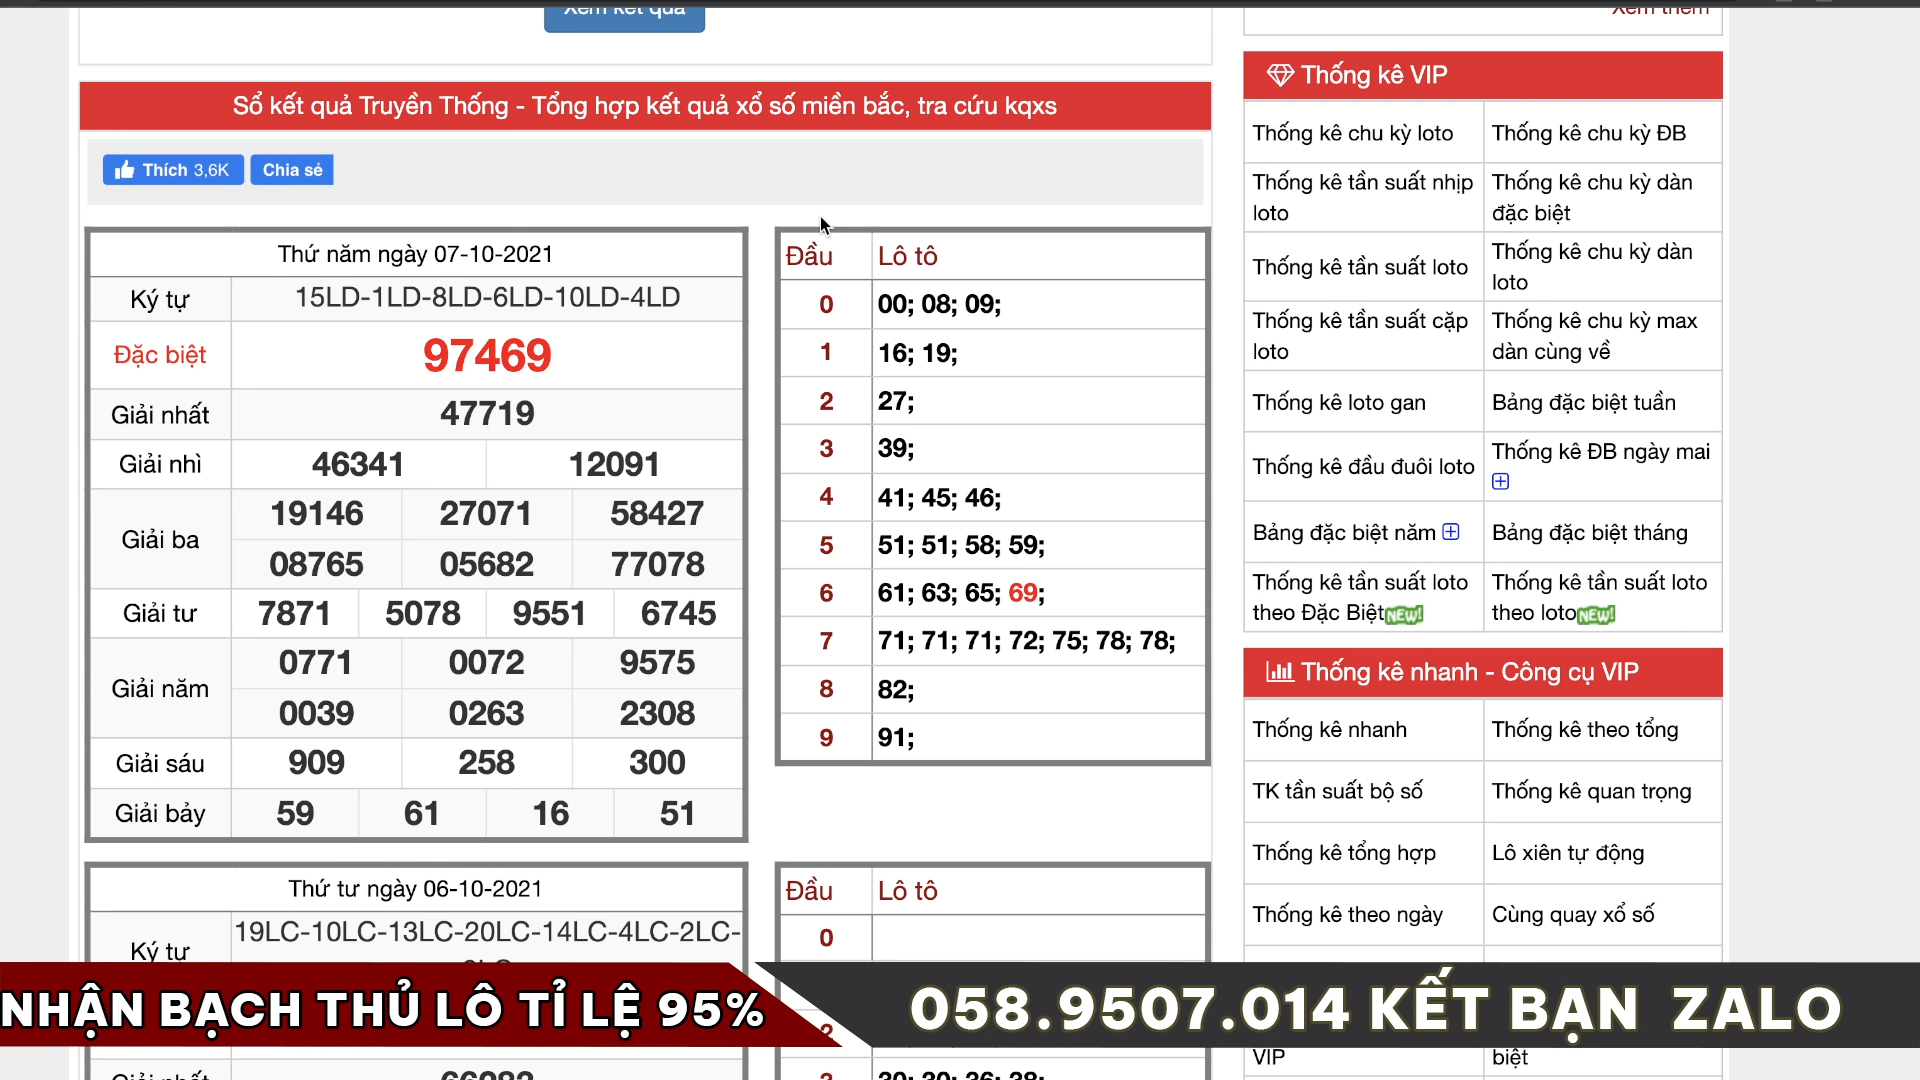 Xem kết quả
Xem thêm
Sổ kết quả Truyền Thống - Tổng hợp kết quả xổ số miền bắc, tra cứu kqxs
Thích 3,6K Chia sẻ
Thứ năm ngày 07-10-2021
Ký tự 15LD-1LD-8LD-6LD-10LD-4LD
Đặc biệt 97469
Giải nhất 47719
Giải nhì 46341 12091
Giải ba
19146 27071 58427
08765 05682 77078
Giải tư 7871 5078 9551 6745
Giải năm
0771 0072 9575
0039 0263 2308
Giải sáu 909 258 300
Giải bảy 59 61 16 51
Đầu Lô tô
0 00; 08; 09;
1 16; 19;
2 27;
3 39;
4 41; 45; 46;
5 51; 51; 58; 59;
6 61; 63; 65; 69;
7 71; 71; 71; 72; 75; 78; 78;
8 82;
9 91;
Thứ tư ngày 06-10-2021
Ký tự 19LC-10LC-13LC-20LC-14LC-4LC-2LC-
Đầu Lô tô
0
Thống kê VIP
Thống kê chu kỳ loto
Thống kê chu kỳ ĐB
Thống kê tần suất nhịp
loto
Thống kê chu kỳ dàn
đặc biệt
Thống kê tần suất loto
Thống kê chu kỳ dàn
loto
Thống kê tần suất cặp
loto
Thống kê chu kỳ max
dàn cùng về
Thống kê loto gan
Bảng đặc biệt tuần
Thống kê đầu đuôi loto
Thống kê ĐB ngày mai
Bảng đặc biệt năm
Bảng đặc biệt tháng
Thống kê tần suất loto
theo Đặc Biệt NEW!
Thống kê tần suất loto
theo loto NEW!
Thống kê nhanh - Công cụ VIP
Thống kê nhanh
Thống kê theo tổng
TK tần suất bộ số
Thống kê quan trọng
Thống kê tổng hợp
Lô xiên tự động
Thống kê theo ngày
Cùng quay xổ số
VIP
biệt
NHẬN BẠCH THỦ LÔ TỈ LỆ 95%
058.9507.014 KẾT BẠN ZALO